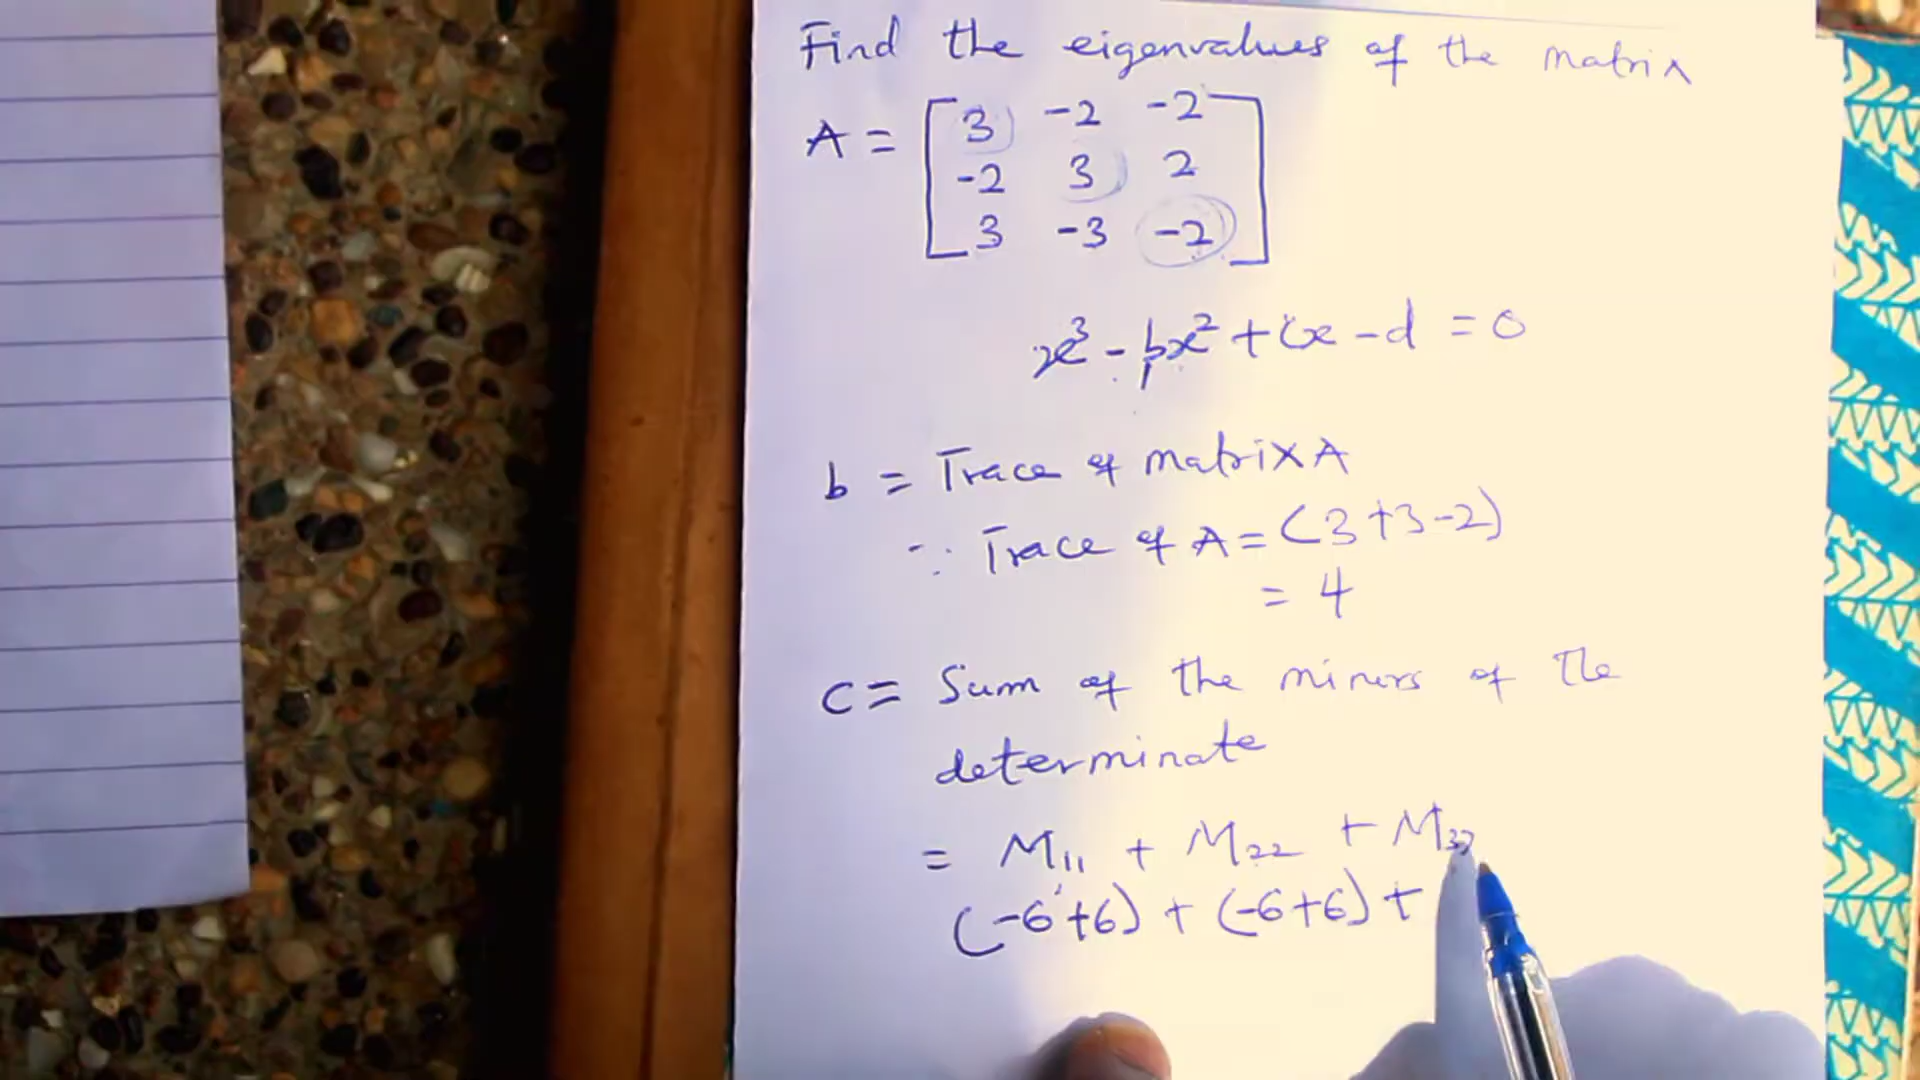 Find the eigenvalues of the matrix
A = [ 3 -2 -2
-2 3 2
3 -3 -2 ]
x³ - bx² + cx - d = 0
b = Trace of matrix A
∵ Trace of A = (3+3-2)
= 4
c = Sum of the minors of the
determinate
= M₁₁ + M₂₂ + M₃₃
(-6+6) + (-6+6) +